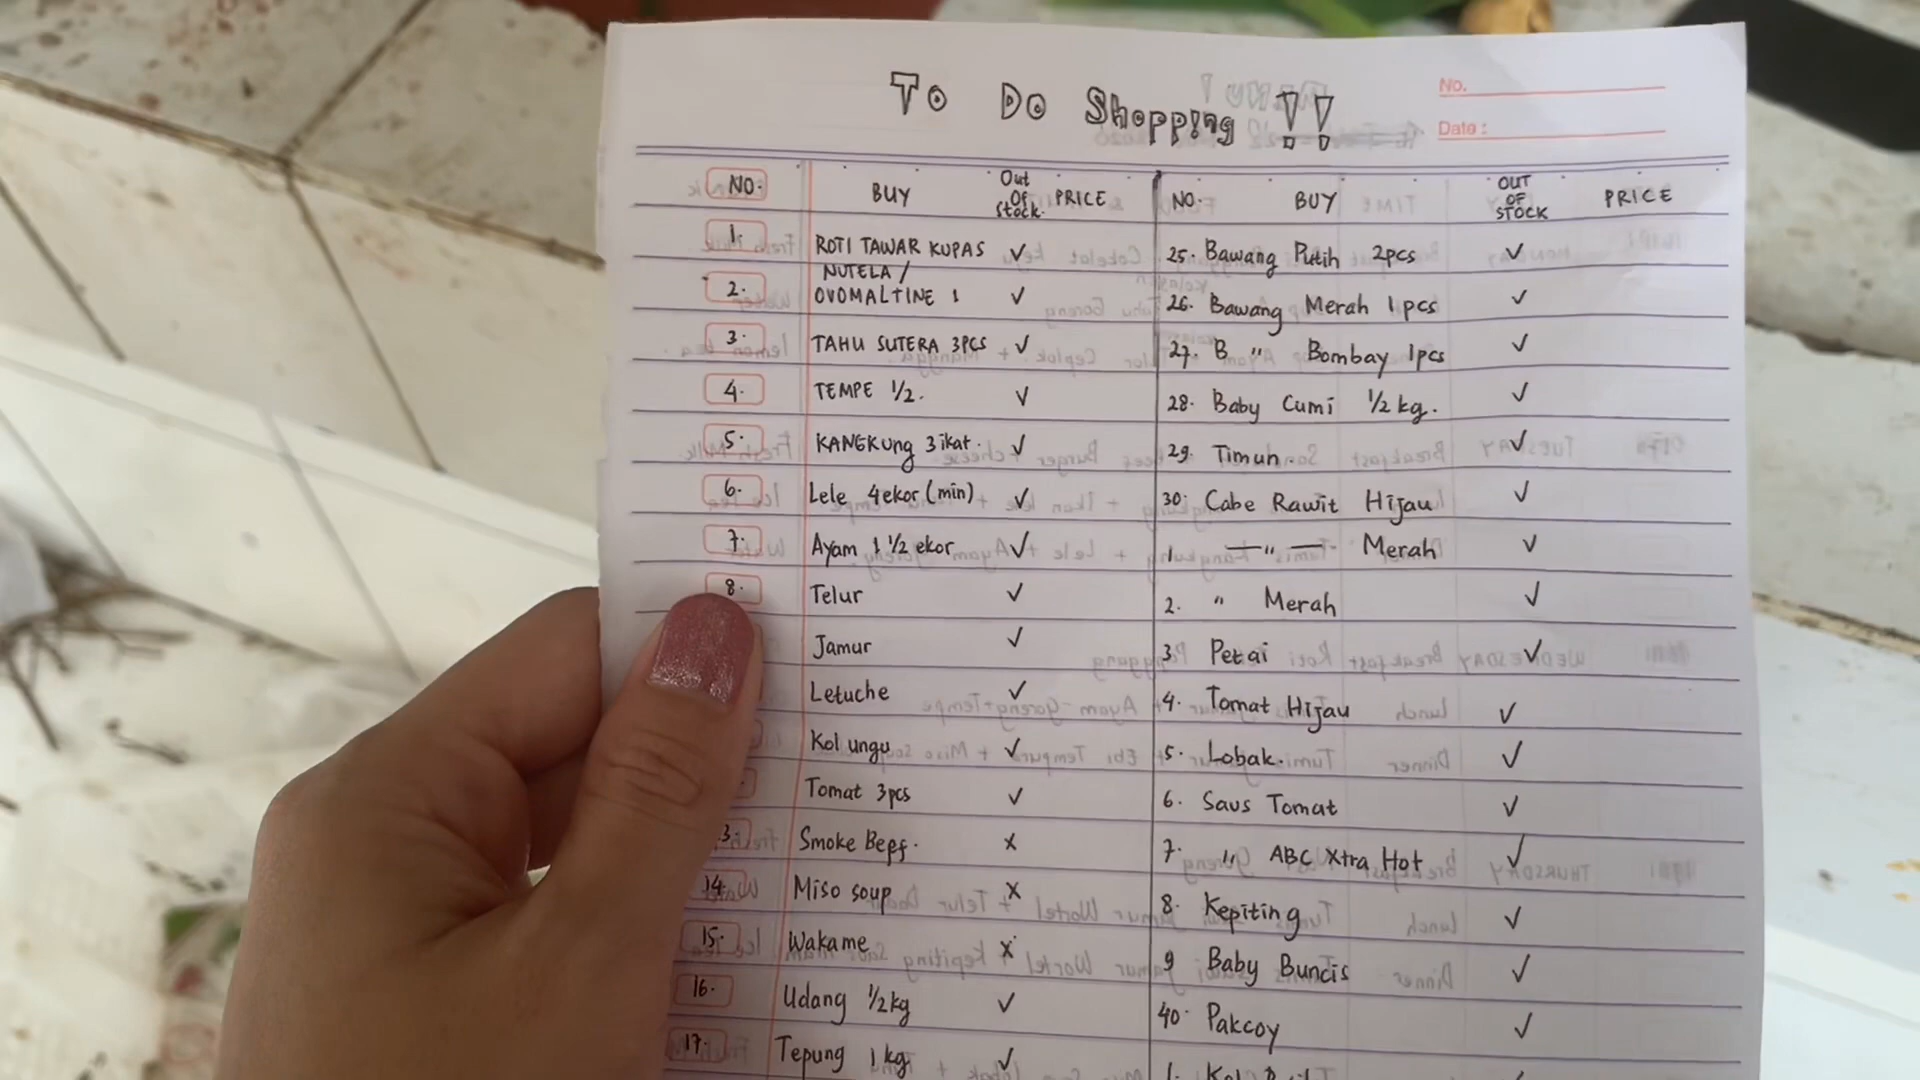 To Do Shopping !!
No.
Date :
NO. BUY Out OF stock. PRICE NO. BUY OUT OF STOCK PRICE
1. ROTI TAWAR KUPAS ✓
2. NUTELA / OVOMALTINE 1 ✓
3. TAHU SUTERA 3PCS ✓
4. TEMPE 1/2. ✓
5. KANGKUNG 3 ikat. ✓
6. Lele 4ekor (min) ✓
7. Ayam 1 1/2 ekor ✓
8. Telur ✓
Jamur ✓
Letuche ✓
Kol ungu ✓
Tomat 3pcs ✓
3. Smoke Beff. x
14. Miso soup x
15. Wakame x
16. Udang 1/2 kg ✓
17. Tepung 1 kg ✓
25. Bawang Putih 2pcs ✓
26. Bawang Merah 1 pcs ✓
27. B " Bombay 1pcs ✓
28. Baby Cumi 1/2 kg. ✓
29. Timun. ✓
30. Cabe Rawit Hijau ✓
1. — " — Merah ✓
2. " Merah ✓
3. Petai ✓
4. Tomat Hijau ✓
5. Lobak. ✓
6. Saus Tomat ✓
7. " ABC Xtra Hot ✓
8. Kepiting ✓
9 Baby Buncis ✓
40. Pakcoy ✓